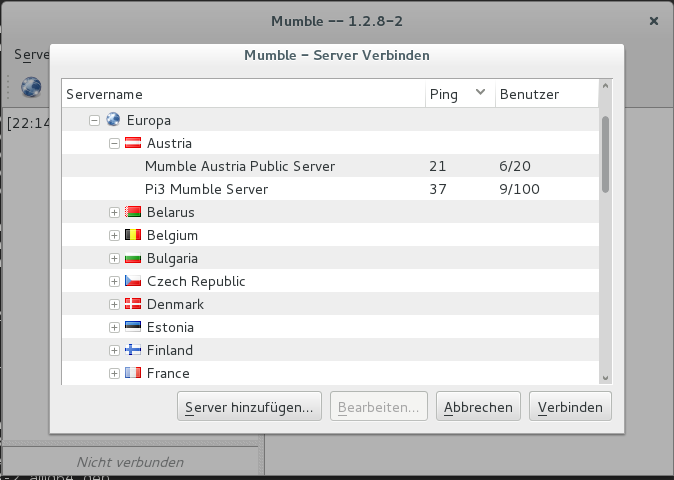 Mumble -- 1.2.8-2
Serve
Mumble - Server Verbinden
Servername Ping Benutzer
[22:14
Europa
Austria
Mumble Austria Public Server 21 6/20
Pi3 Mumble Server 37 9/100
Belarus
Belgium
Bulgaria
Czech Republic
Denmark
Estonia
Finland
France
Server hinzufügen... Bearbeiten... Abbrechen Verbinden
Nicht verbunden